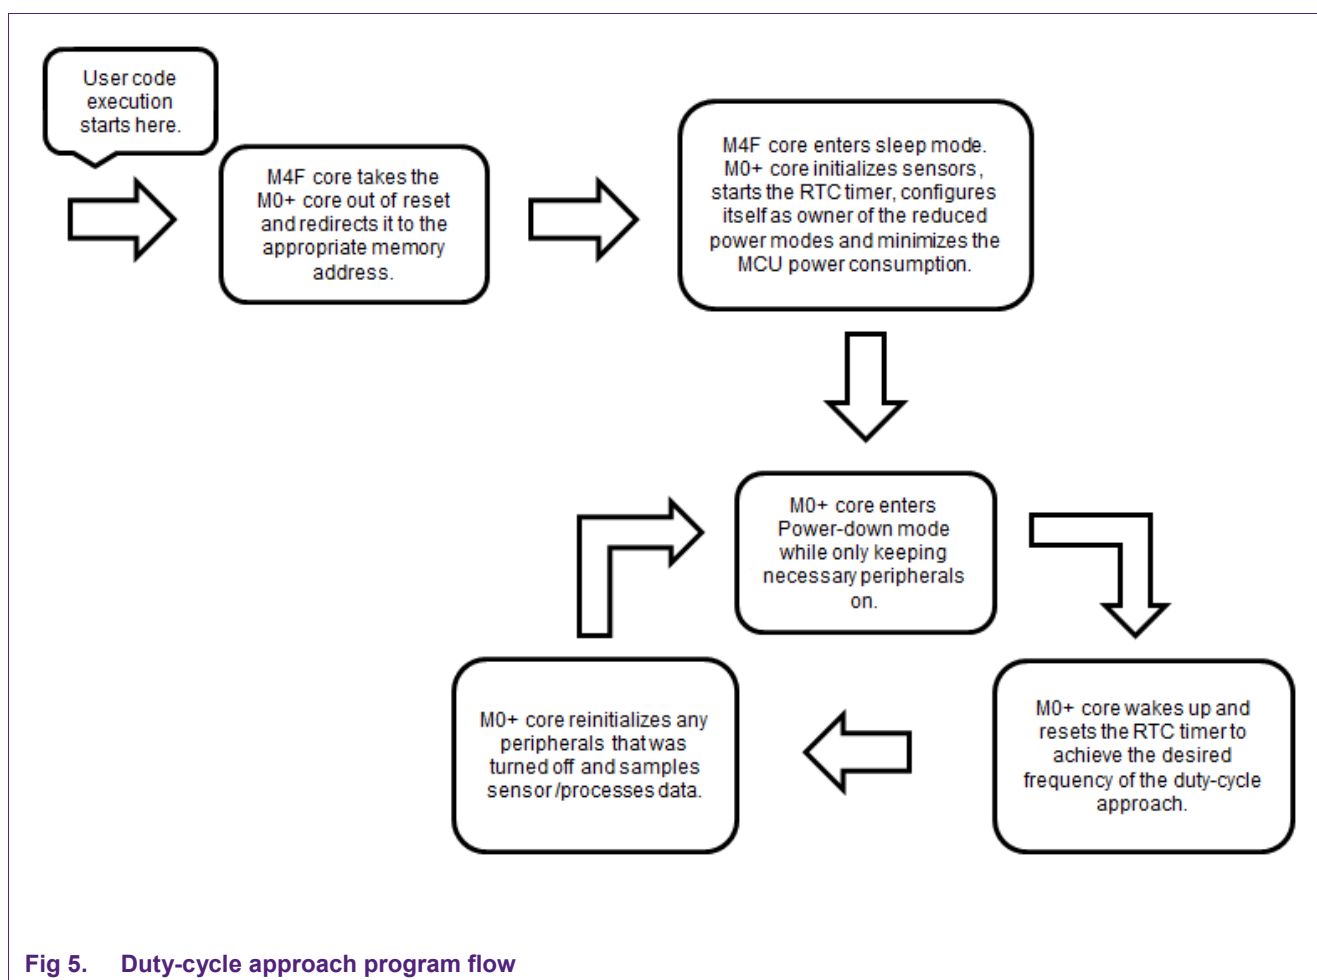 User code
execution
starts here.
M4F core takes the
M0+ core out of reset
and redirects it to the
appropriate memory
address.
M4F core enters sleep mode.
M0+ core initializes sensors,
starts the RTC timer, configures
itself as owner of the reduced
power modes and minimizes the
MCU power consumption.
M0+ core enters
Power-down mode
while only keeping
necessary peripherals
on.
M0+ core wakes up and
resets the RTC timer to
achieve the desired
frequency of the duty-cycle
approach.
M0+ core reinitializes any
peripherals that was
turned off and samples
sensor/processes data.
Fig 5. Duty-cycle approach program flow